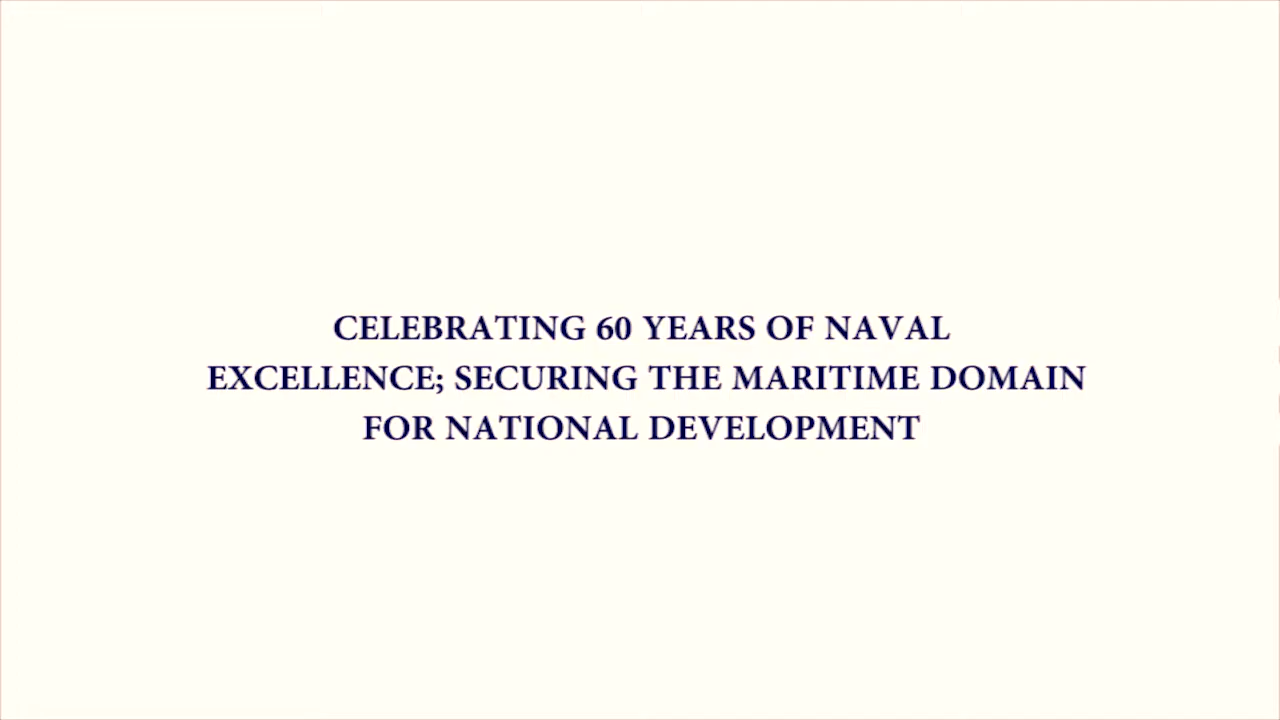 CELEBRATING 60 YEARS OF NAVAL
EXCELLENCE; SECURING THE MARITIME DOMAIN
FOR NATIONAL DEVELOPMENT